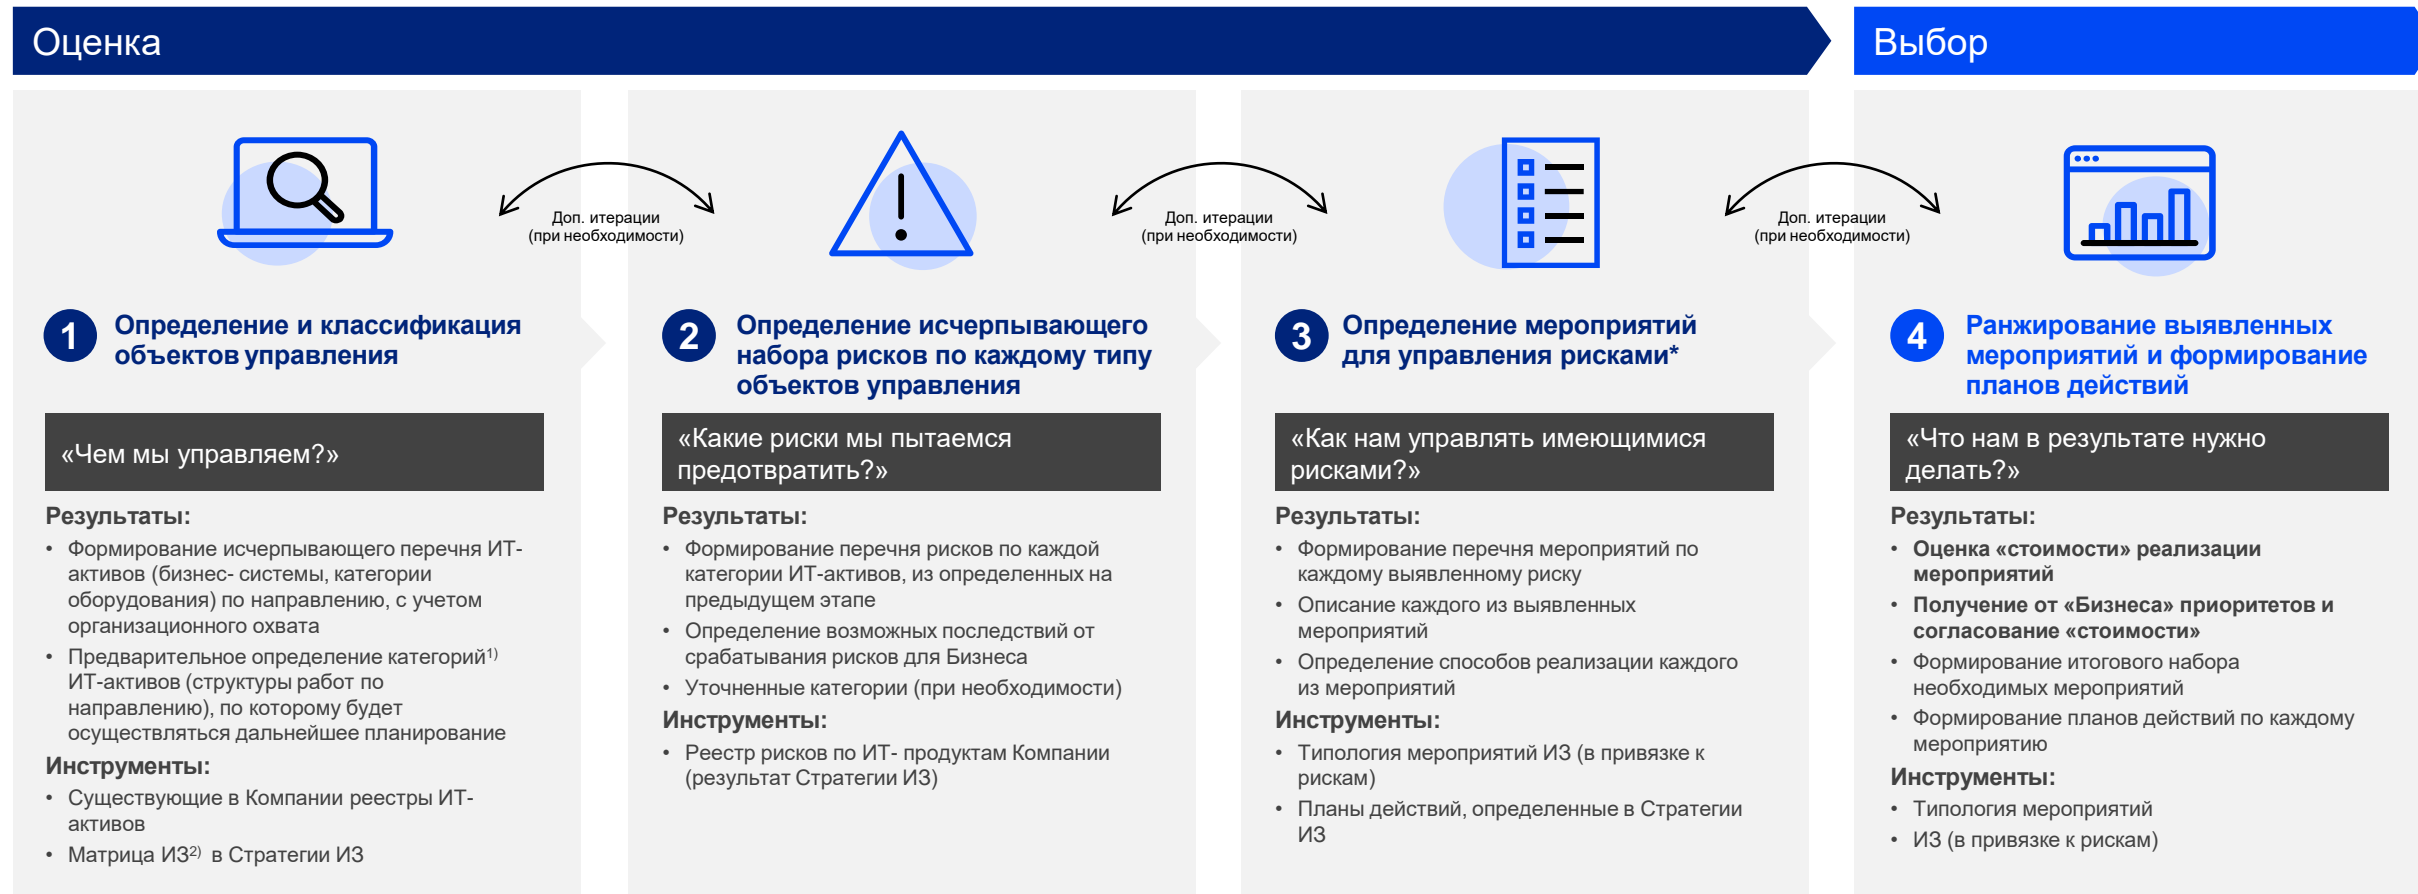 Оценка
Выбор
Доп. итерации
(при необходимости)
Доп. итерации
(при необходимости)
Доп. итерации
(при необходимости)
1
Определение и классификация
объектов управления
«Чем мы управляем?»
Результаты:
• Формирование исчерпывающего перечня ИТ-
активов (бизнес- системы, категории
оборудования) по направлению, с учетом
организационного охвата
• Предварительное определение категорий1)
ИТ-активов (структуры работ по
направлению), по которому будет
осуществляться дальнейшее планирование
Инструменты:
• Существующие в Компании реестры ИТ-
активов
• Матрица ИЗ2) в Стратегии ИЗ
2
Определение исчерпывающего
набора рисков по каждому типу
объектов управления
«Какие риски мы пытаемся
предотвратить?»
Результаты:
• Формирование перечня рисков по каждой
категории ИТ-активов, из определенных на
предыдущем этапе
• Определение возможных последствий от
срабатывания рисков для Бизнеса
• Уточненные категории (при необходимости)
Инструменты:
• Реестр рисков по ИТ- продуктам Компании
(результат Стратегии ИЗ)
3
Определение мероприятий
для управления рисками*
«Как нам управлять имеющимися
рисками?»
Результаты:
• Формирование перечня мероприятий по
каждому выявленному риску
• Описание каждого из выявленных
мероприятий
• Определение способов реализации каждого
из мероприятий
Инструменты:
• Типология мероприятий ИЗ (в привязке к
рискам)
• Планы действий, определенные в Стратегии
ИЗ
4
Ранжирование выявленных
мероприятий и формирование
планов действий
«Что нам в результате нужно
делать?»
Результаты:
• Оценка «стоимости» реализации
мероприятий
• Получение от «Бизнеса» приоритетов и
согласование «стоимости»
• Формирование итогового набора
необходимых мероприятий
• Формирование планов действий по каждому
мероприятию
Инструменты:
• Типология мероприятий
• ИЗ (в привязке к рискам)